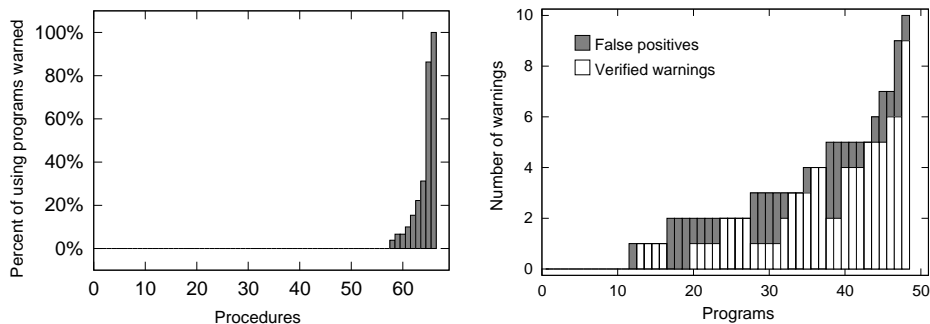 Percent of using programs warned
100%
80%
60%
40%
20%
0%
0 10 20 30 40 50 60
Procedures
Number of warnings
10
8
6
4
2
0
False positives
Verified warnings
0 10 20 30 40 50
Programs